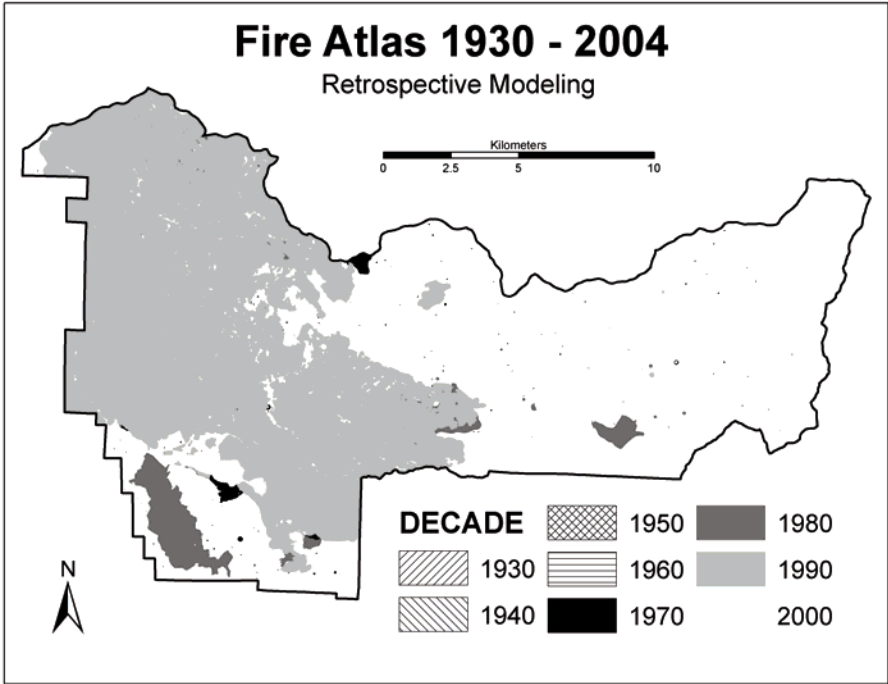 Fire Atlas 1930 - 2004
Retrospective Modeling
Kilometers
0 2.5 5 10
DECADE
1930
1940
1950
1960
1970
1980
1990
2000
N